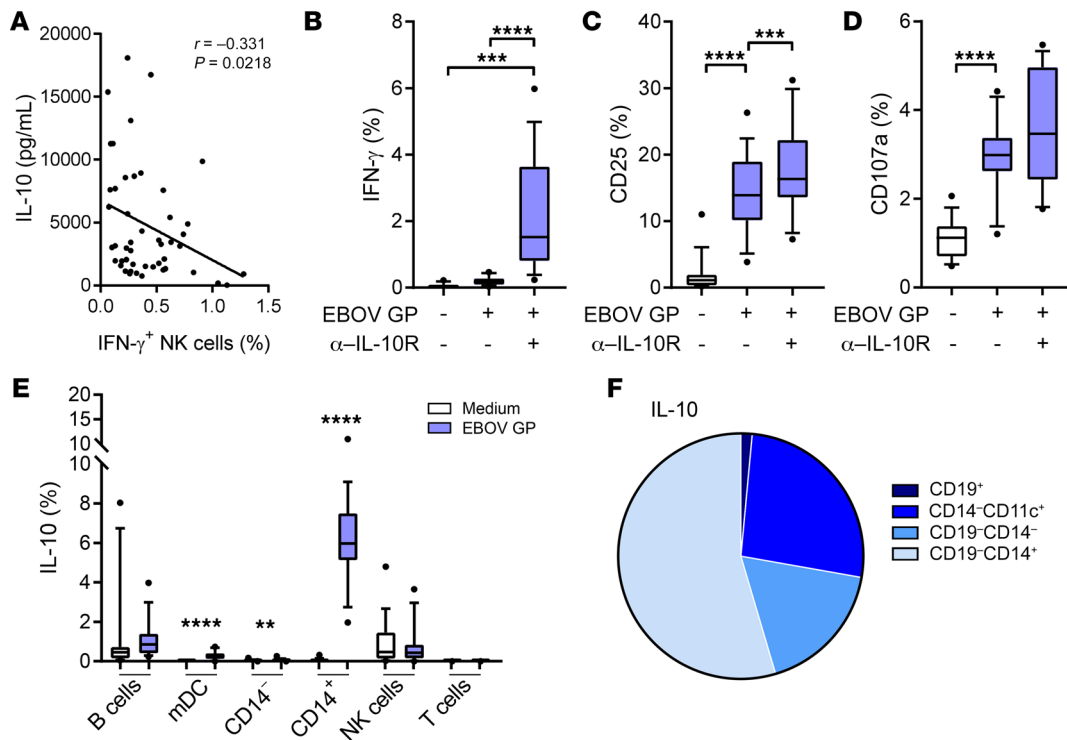 A
r = –0.331
P = 0.0218
20000
15000
10000
5000
0
IL-10 (pg/mL)
0.0 0.5 1.0 1.5
IFN-γ+ NK cells (%)
B
****
***
8
6
4
2
0
IFN-γ (%)
EBOV GP - + +
α–IL-10R - - +
C
**** ***
40
30
20
10
0
CD25 (%)
EBOV GP - + +
α–IL-10R - - +
D
****
6
4
2
0
CD107a (%)
EBOV GP - + +
α–IL-10R - - +
E
20
15
10
10
8
6
4
2
0
IL-10 (%)
Medium
EBOV GP
**** ** ****
B cells mDC CD14– CD14+ NK cells T cells
F
IL-10
CD19+
CD14–CD11c+
CD19–CD14–
CD19–CD14+